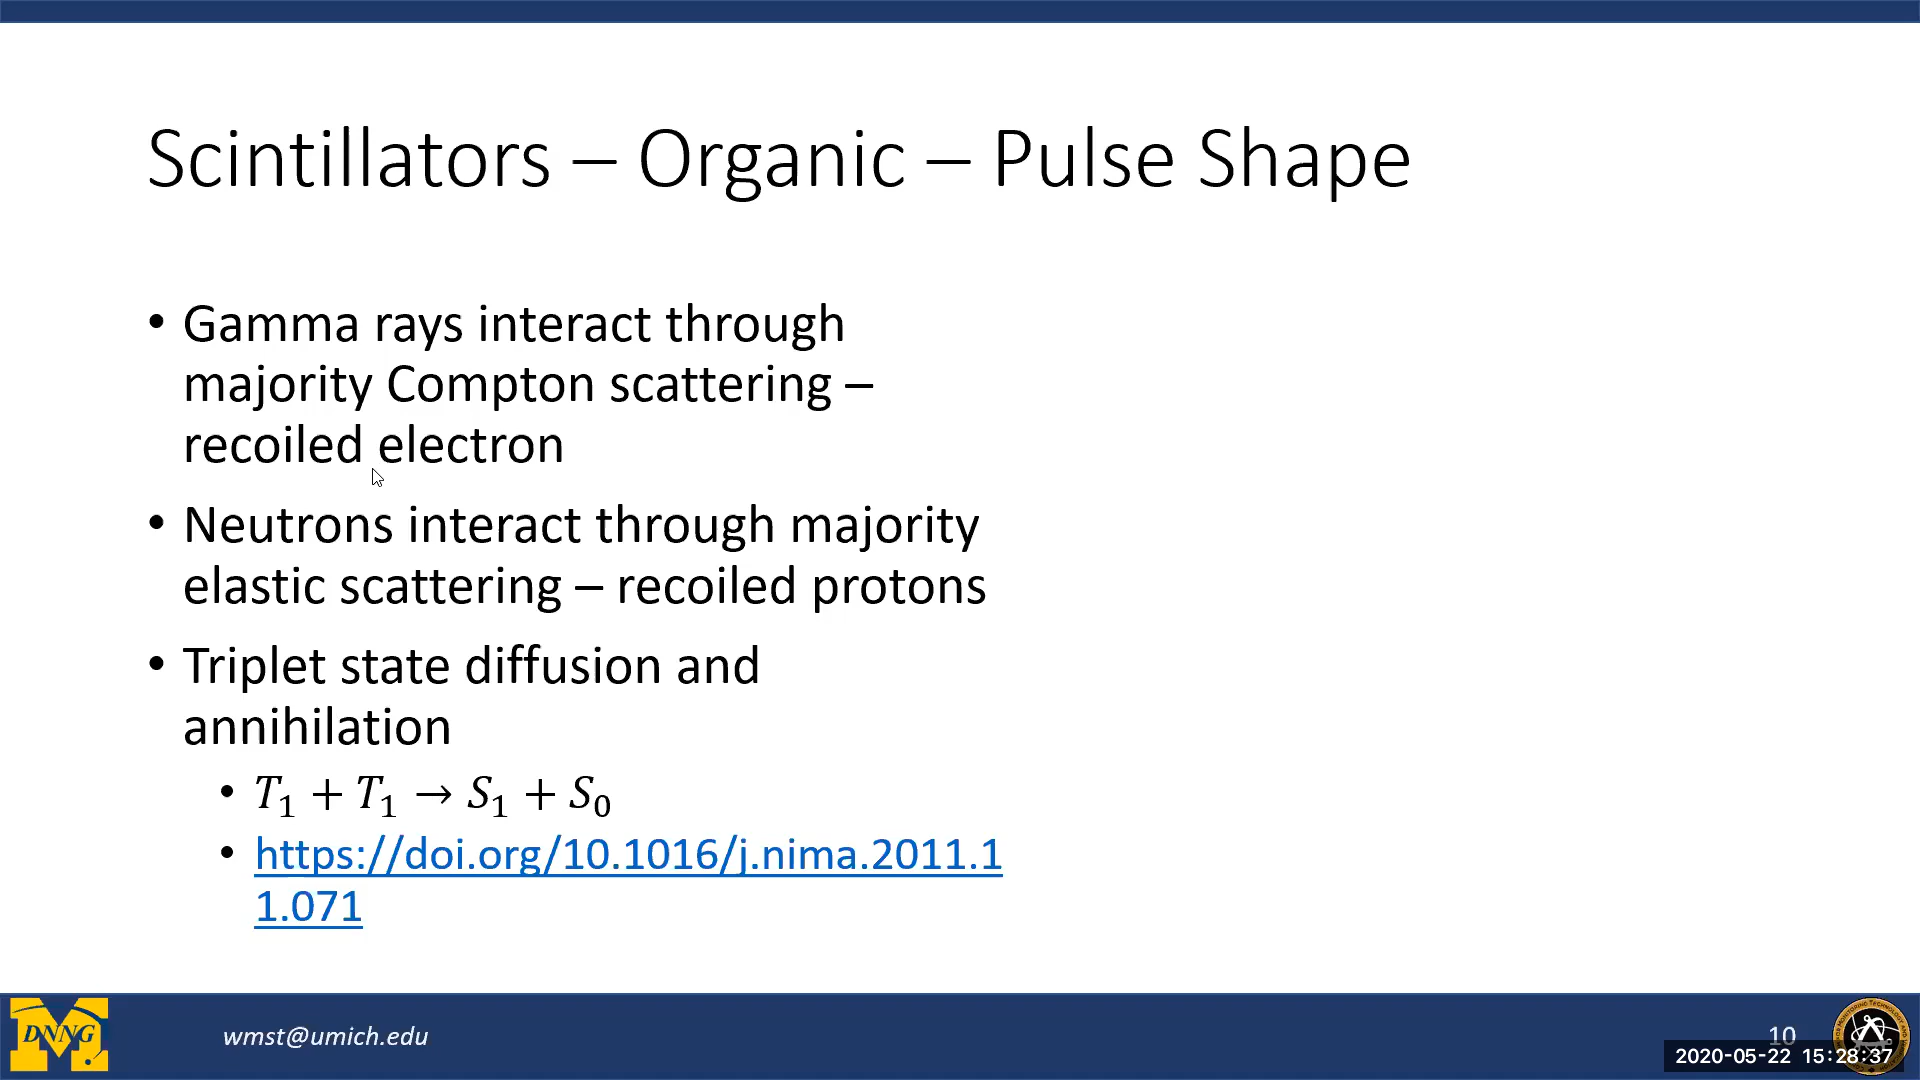 Scintillators – Organic – Pulse Shape
• Gamma rays interact through
majority Compton scattering –
recoiled electron
• Neutrons interact through majority
elastic scattering – recoiled protons
• Triplet state diffusion and
annihilation
• 𝑇₁ + 𝑇₁ → 𝑆₁ + 𝑆₀
• https://doi.org/10.1016/j.nima.2011.1
1.071
DNNG
wmst@umich.edu
10
2020-05-22 15:28:37